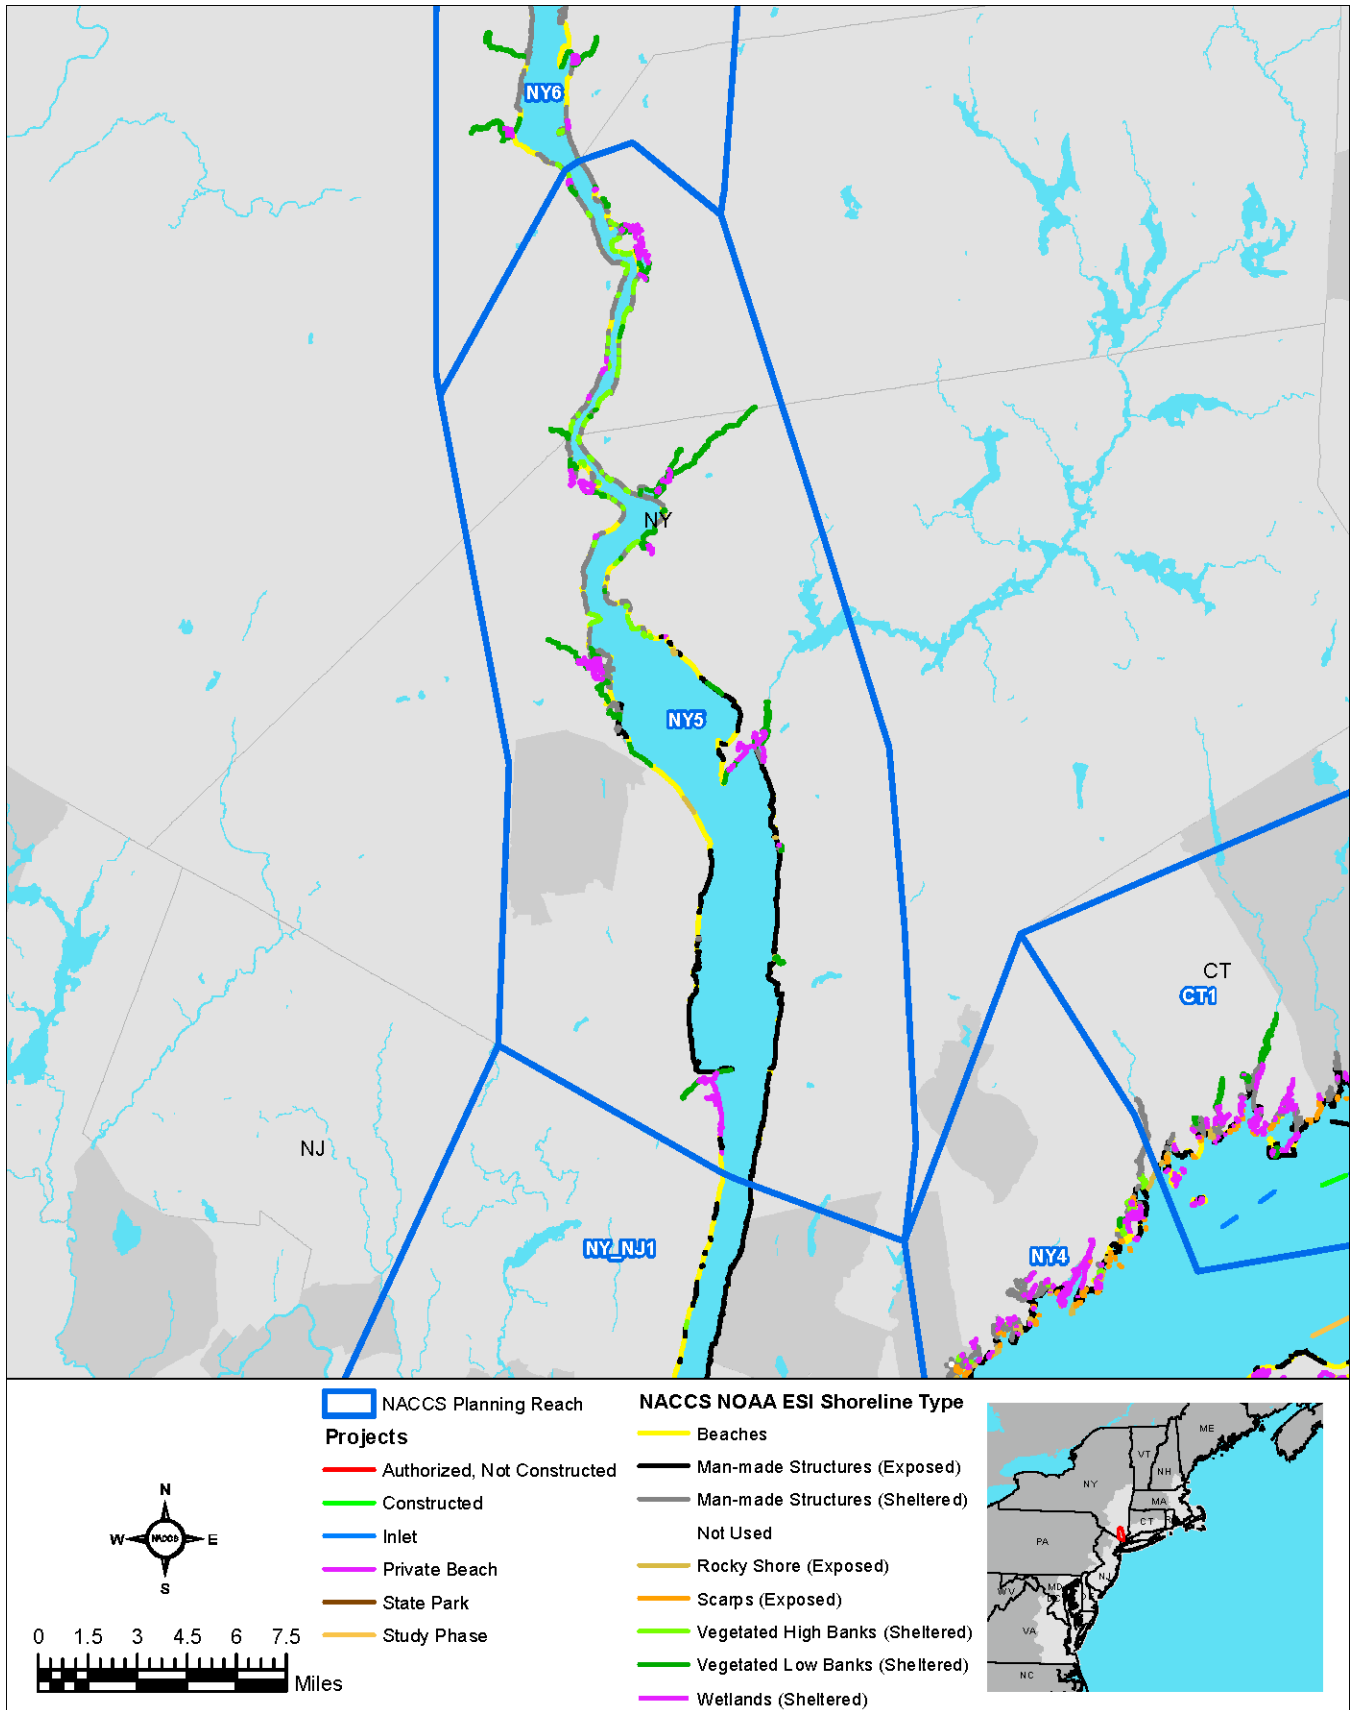 NY6
NY
NY5
CT
CT1
NJ
NY_NJ1
NY4
NACCS Planning Reach
Projects
Authorized, Not Constructed
Constructed
Inlet
Private Beach
State Park
Study Phase
NACCS NOAA ESI Shoreline Type
Beaches
Man-made Structures (Exposed)
Man-made Structures (Sheltered)
Not Used
Rocky Shore (Exposed)
Scarps (Exposed)
Vegetated High Banks (Sheltered)
Vegetated Low Banks (Sheltered)
Wetlands (Sheltered)
N
W NACCS E
S
0 1.5 3 4.5 6 7.5
Miles
ME
VT
NH
NY
MA
CT
PA
NJ
MD
WV
VA
NC